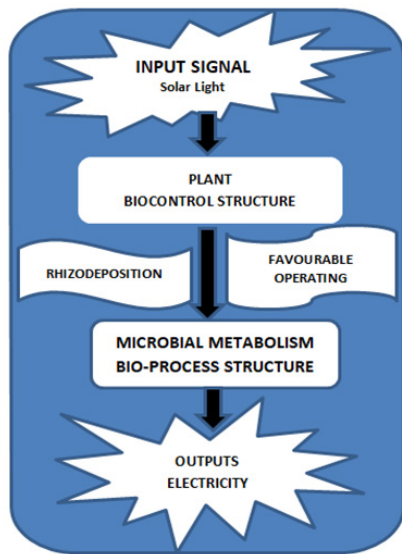 INPUT SIGNAL
Solar Light
PLANT
BIOCONTROL STRUCTURE
RHIZODEPOSITION
FAVOURABLE
OPERATING
MICROBIAL METABOLISM
BIO-PROCESS STRUCTURE
OUTPUTS
ELECTRICITY